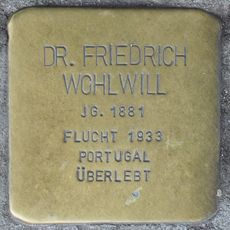 DR. FRIEDRICH
WOHLWILL
JG. 1881
FLUCHT 1933
PORTUGAL
ÜBERLEBT